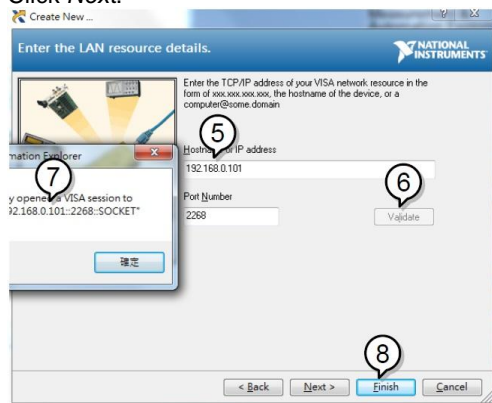 Create New ...
Enter the LAN resource details.
NATIONAL
INSTRUMENTS
Enter the TCP/IP address of your VISA network resource in the
form of xxx.xxx.xxx.xxx, the hostname of the device, or a
computer@some.domain
5
Hostname or IP address
192.168.0.101
6
Port Number
2268
Validate
mation Explorer
7
y opened a VISA session to
92.168.0.101::2268::SOCKET"
確定
8
< Back
Next >
Finish
Cancel